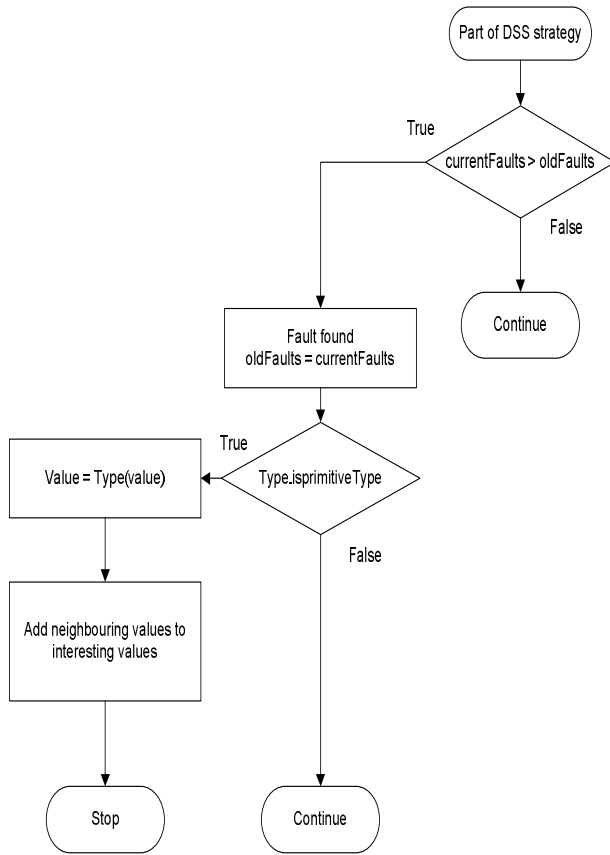 Part of DSS strategy
True
currentFaults > oldFaults
False
Continue
Fault found
oldFaults = currentFaults
True
Value = Type(value)
Type.isprimitiveType
False
Add neighbouring values to
interesting values
Stop
Continue